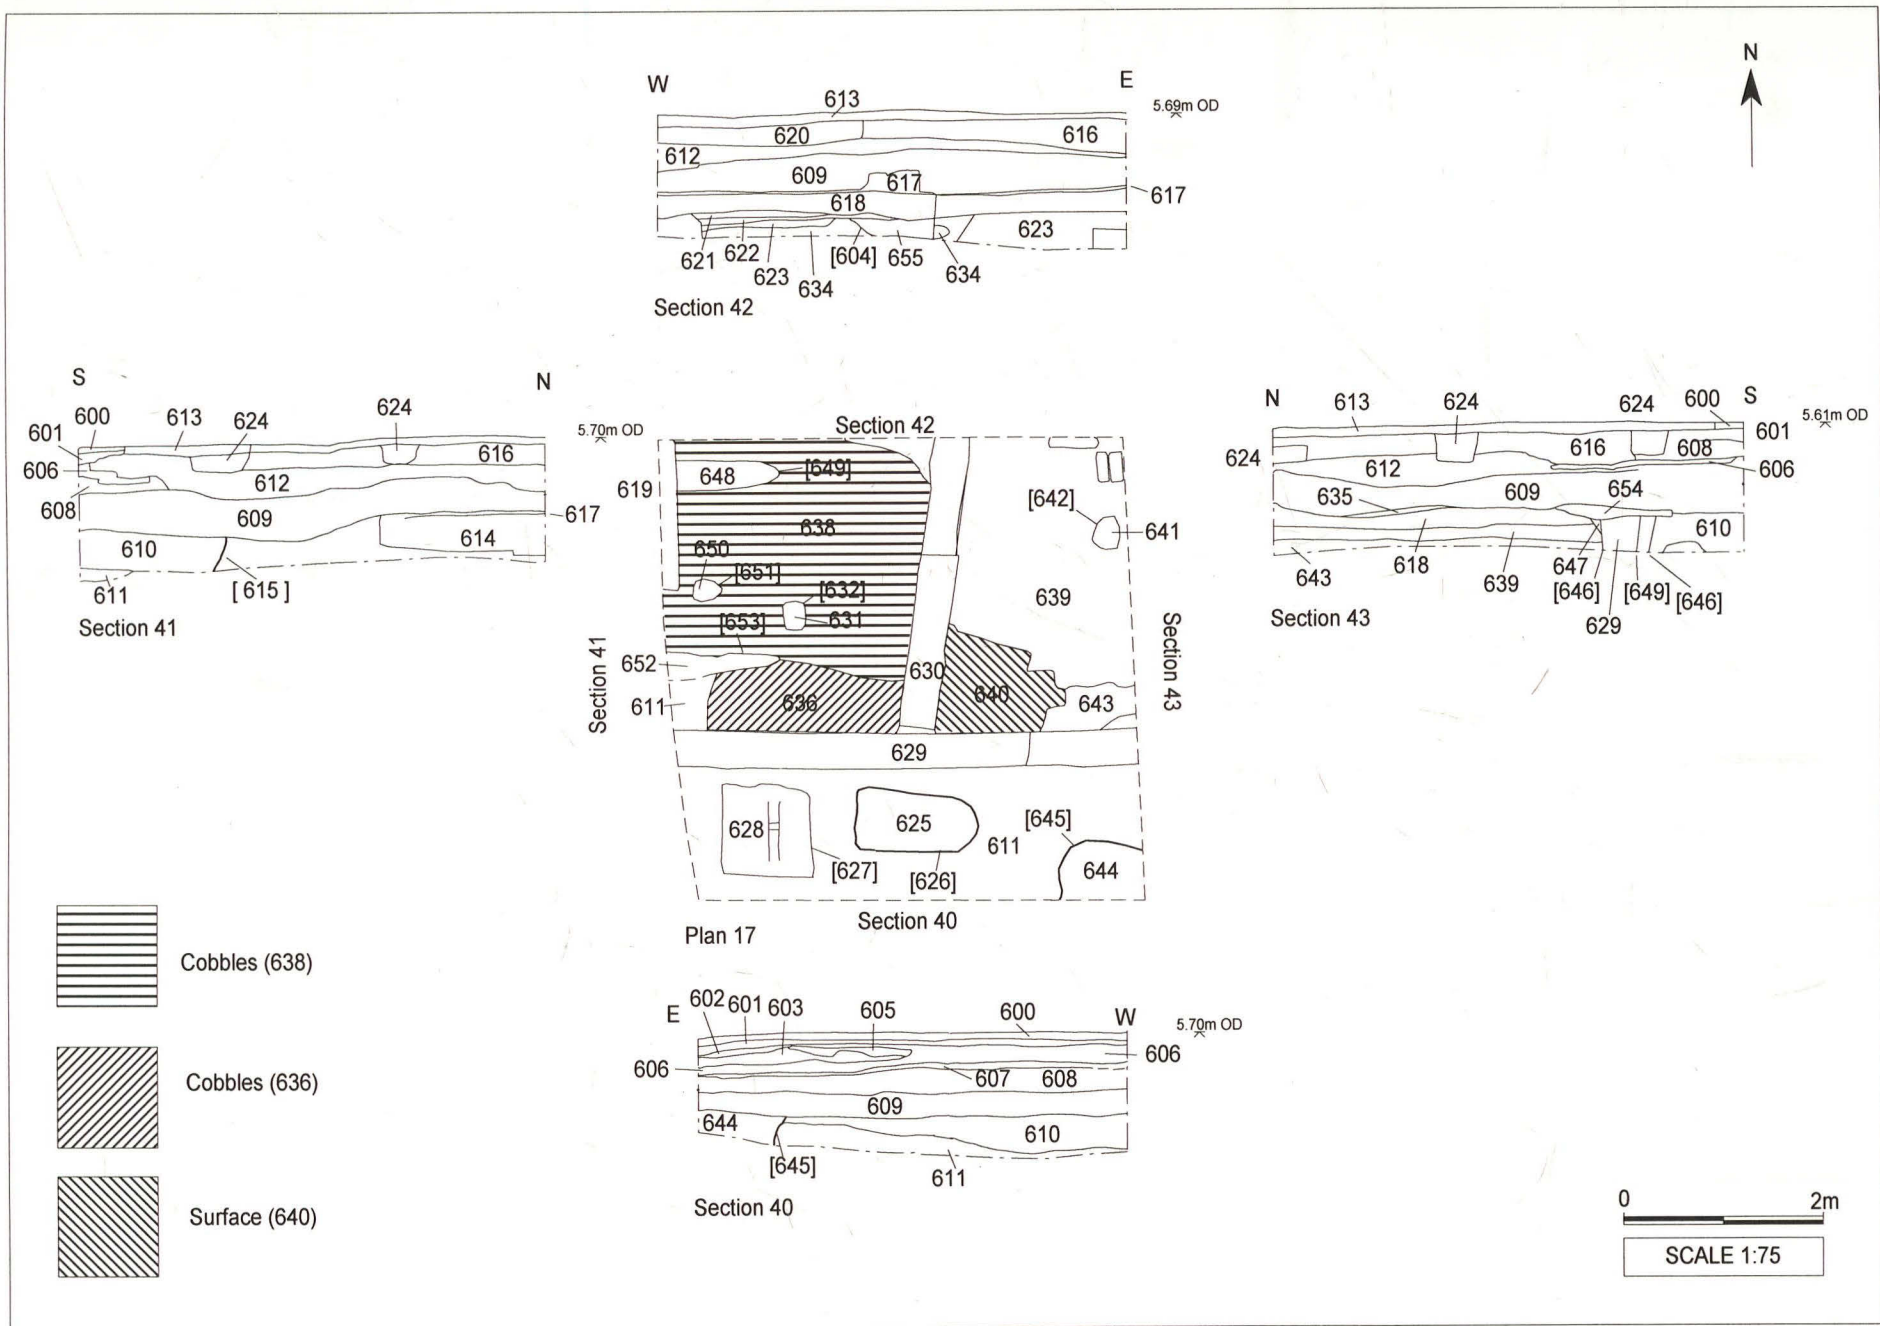 N
W E
613
5.69m OD
620 616
612
609 617
617
618
623
621 622 [604] 655 634
623 634
Section 42
S N
600 613 624 624
601
5.70m OD
616
606
612
608
609
617
614
610
611
[615]
Section 41
Section 42
648 [649]
619
638
[642]
641
650
[651]
[632]
639
[653] 631
652
630
636 640 643
611
Section 41
Section 43
629
628 625 [645]
611
[627] [626] 644
Section 40
Plan 17
N S
613 624 624 600
5.61m OD
601
616 608
624
612 606
635 609 654
610
643 618 639 647
[646] [649] [646]
629
Section 43
602 601 603 605 600
E W
5.70m OD
606
606
607 608
609
644 610
[645] 611
Section 40
Cobbles (638)
Cobbles (636)
Surface (640)
0 2m
SCALE 1:75